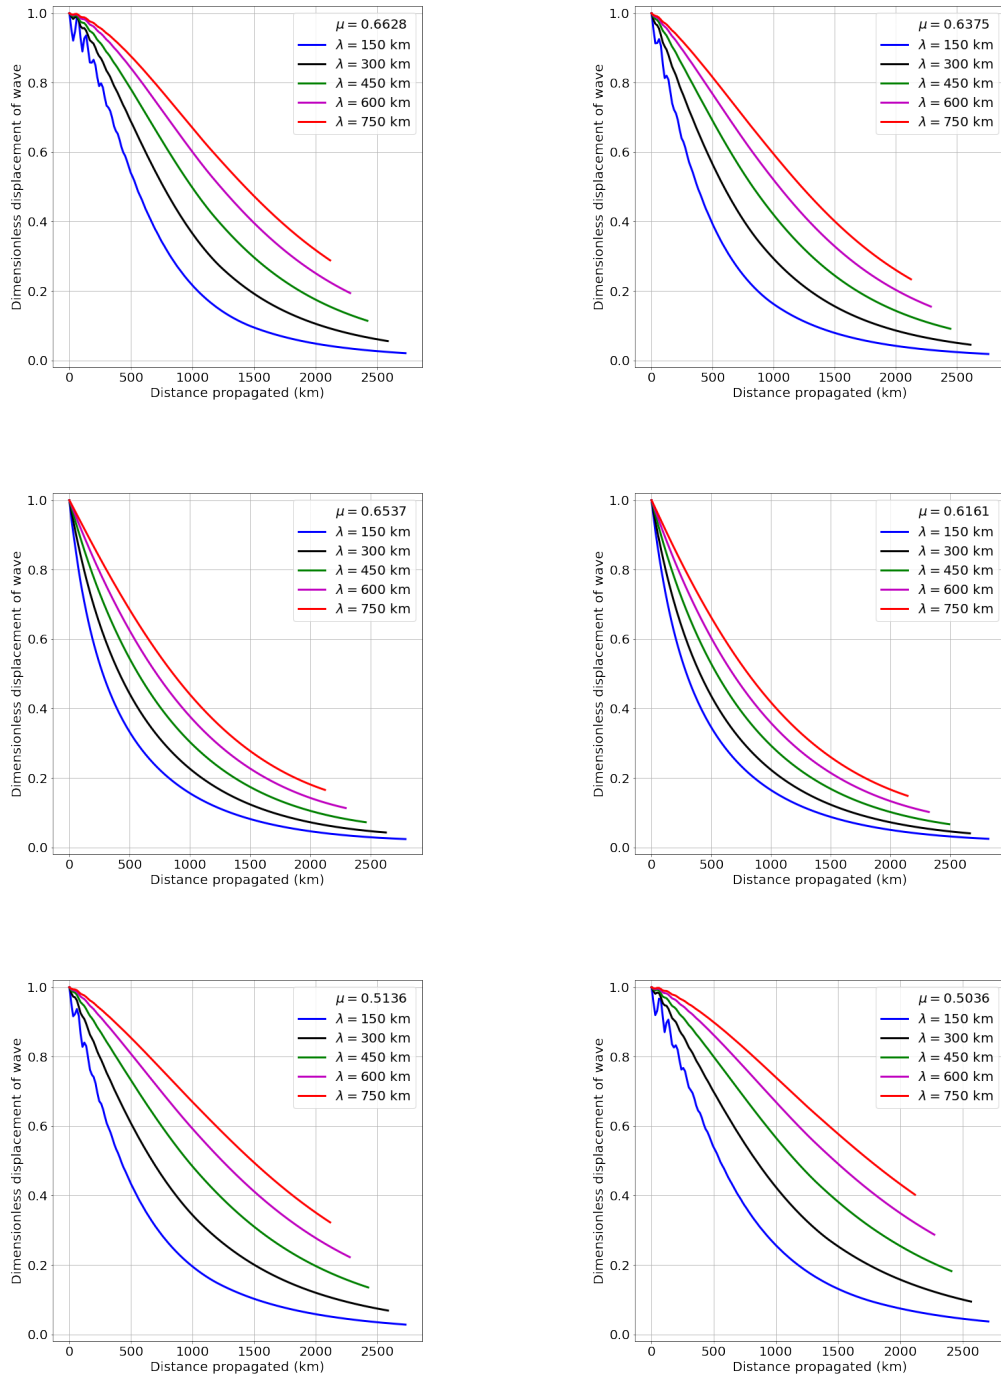 μ = 0.6628
λ = 150 km
λ = 300 km
λ = 450 km
λ = 600 km
λ = 750 km
1.0
0.8
0.6
0.4
0.2
0.0
Dimensionless displacement of wave
0 500 1000 1500 2000 2500
Distance propagated (km)
μ = 0.6375
λ = 150 km
λ = 300 km
λ = 450 km
λ = 600 km
λ = 750 km
1.0
0.8
0.6
0.4
0.2
0.0
Dimensionless displacement of wave
0 500 1000 1500 2000 2500
Distance propagated (km)
μ = 0.6537
λ = 150 km
λ = 300 km
λ = 450 km
λ = 600 km
λ = 750 km
1.0
0.8
0.6
0.4
0.2
0.0
Dimensionless displacement of wave
0 500 1000 1500 2000 2500
Distance propagated (km)
μ = 0.6161
λ = 150 km
λ = 300 km
λ = 450 km
λ = 600 km
λ = 750 km
1.0
0.8
0.6
0.4
0.2
0.0
Dimensionless displacement of wave
0 500 1000 1500 2000 2500
Distance propagated (km)
μ = 0.5136
λ = 150 km
λ = 300 km
λ = 450 km
λ = 600 km
λ = 750 km
1.0
0.8
0.6
0.4
0.2
0.0
Dimensionless displacement of wave
0 500 1000 1500 2000 2500
Distance propagated (km)
μ = 0.5036
λ = 150 km
λ = 300 km
λ = 450 km
λ = 600 km
λ = 750 km
1.0
0.8
0.6
0.4
0.2
0.0
Dimensionless displacement of wave
0 500 1000 1500 2000 2500
Distance propagated (km)